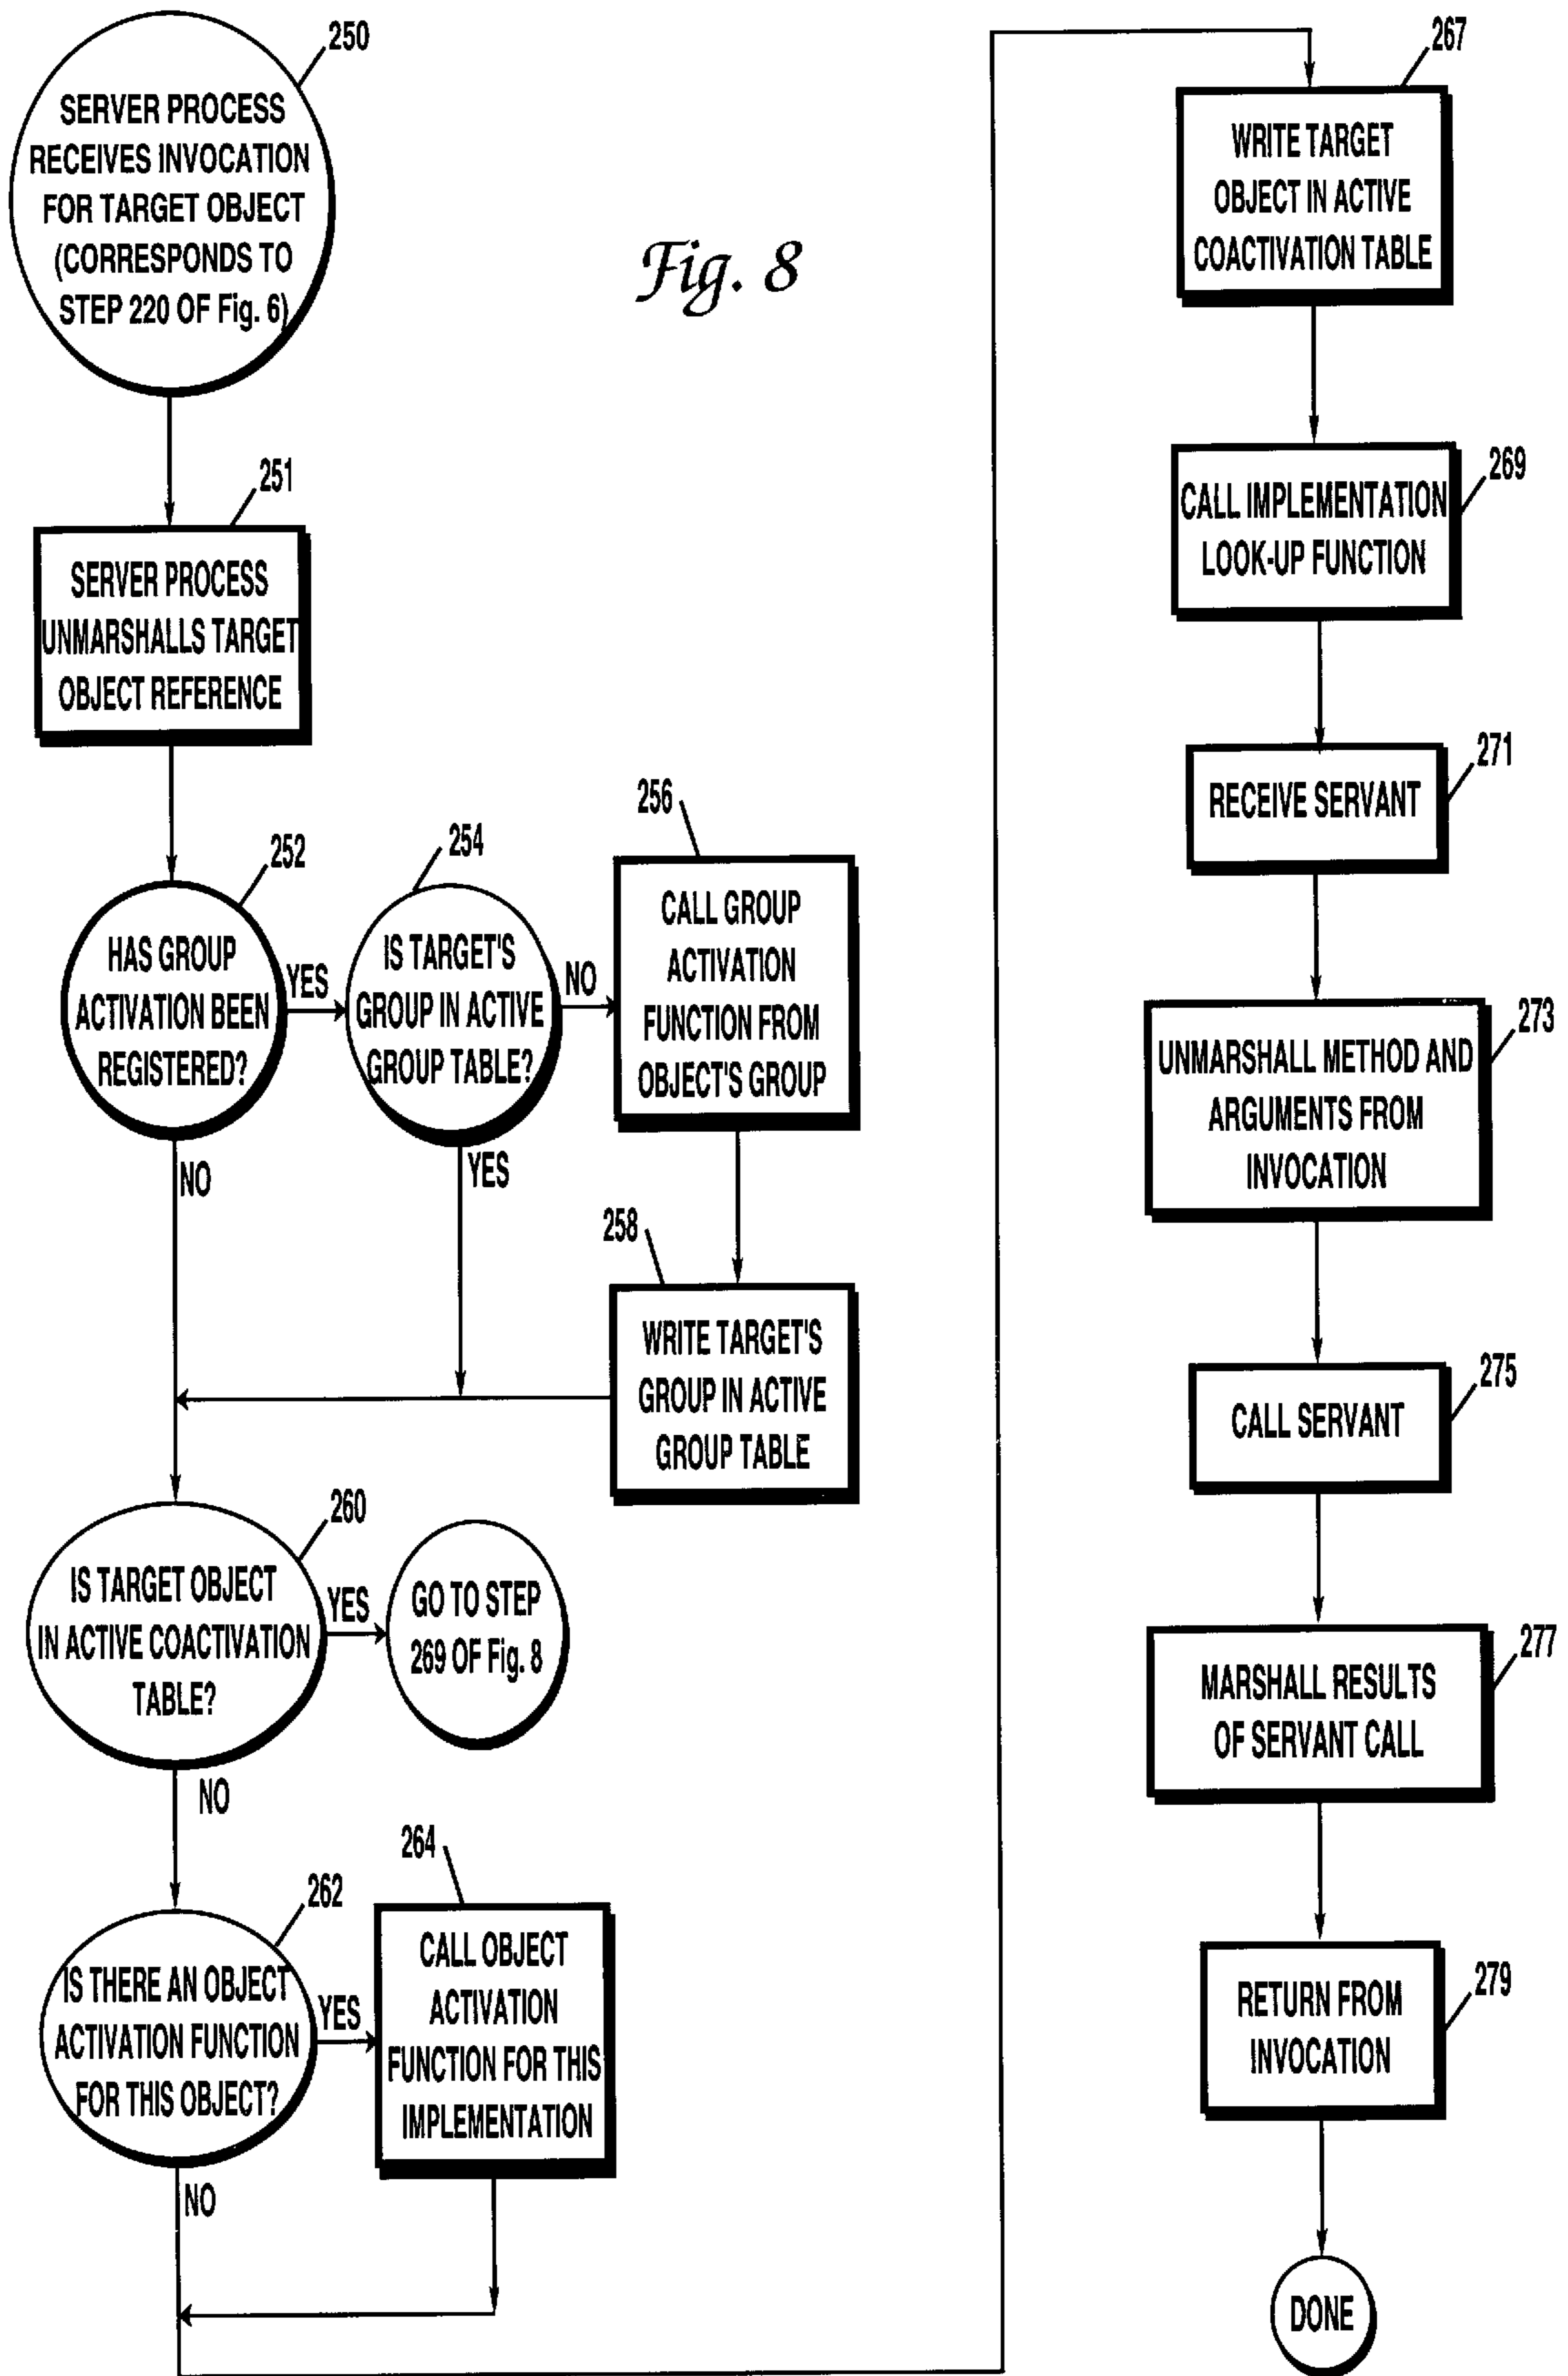 250
SERVER PROCESS
RECEIVES INVOCATION
FOR TARGET OBJECT
(CORRESPONDS TO
STEP 220 OF Fig. 6)
Fig. 8
251
SERVER PROCESS
UNMARSHALLS TARGET
OBJECT REFERENCE
252
HAS GROUP
ACTIVATION BEEN
REGISTERED?
YES
NO
254
IS TARGET'S
GROUP IN ACTIVE
GROUP TABLE?
NO
YES
256
CALL GROUP
ACTIVATION
FUNCTION FROM
OBJECT'S GROUP
258
WRITE TARGET'S
GROUP IN ACTIVE
GROUP TABLE
260
IS TARGET OBJECT
IN ACTIVE COACTIVATION
TABLE?
YES
GO TO STEP
269 OF Fig. 8
NO
262
IS THERE AN OBJECT
ACTIVATION FUNCTION
FOR THIS OBJECT?
YES
NO
264
CALL OBJECT
ACTIVATION
FUNCTION FOR THIS
IMPLEMENTATION
267
WRITE TARGET
OBJECT IN ACTIVE
COACTIVATION TABLE
269
CALL IMPLEMENTATION
LOOK-UP FUNCTION
271
RECEIVE SERVANT
273
UNMARSHALL METHOD AND
ARGUMENTS FROM
INVOCATION
275
CALL SERVANT
277
MARSHALL RESULTS
OF SERVANT CALL
279
RETURN FROM
INVOCATION
DONE